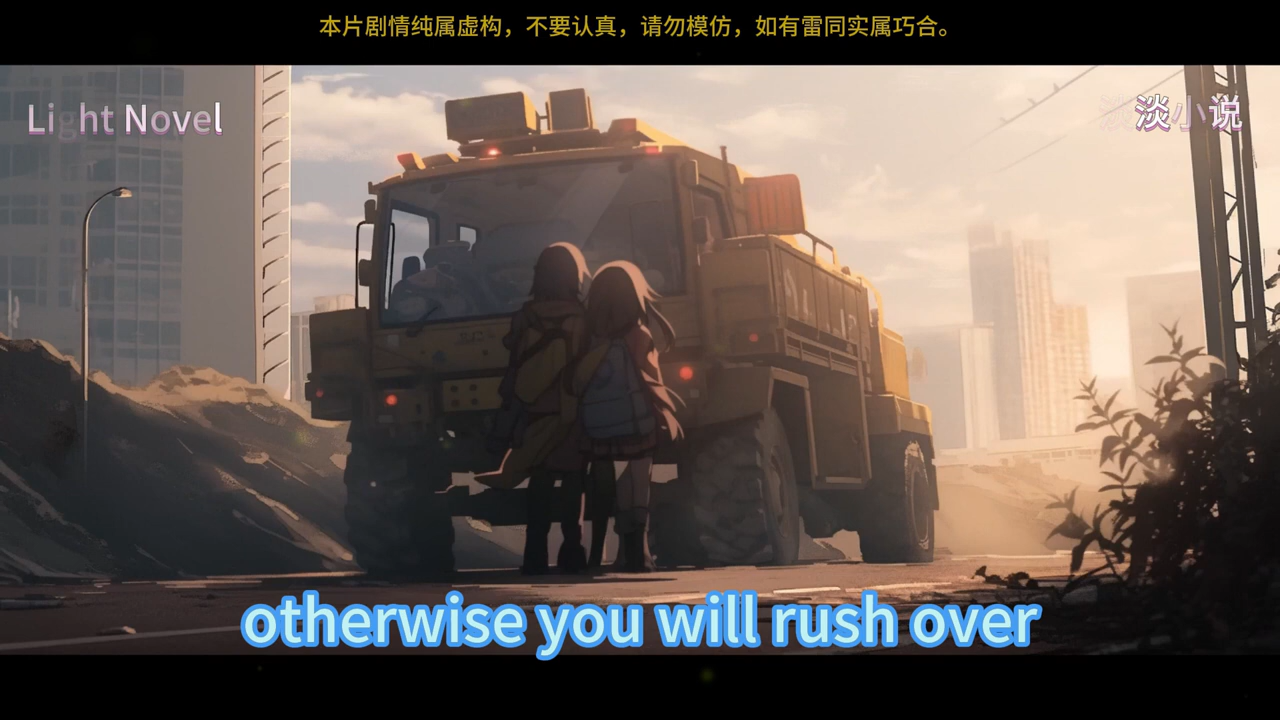 本片剧情纯属虚构，不要认真，请勿模仿，如有雷同实属巧合。
Light Novel
淡小说
otherwise you will rush over